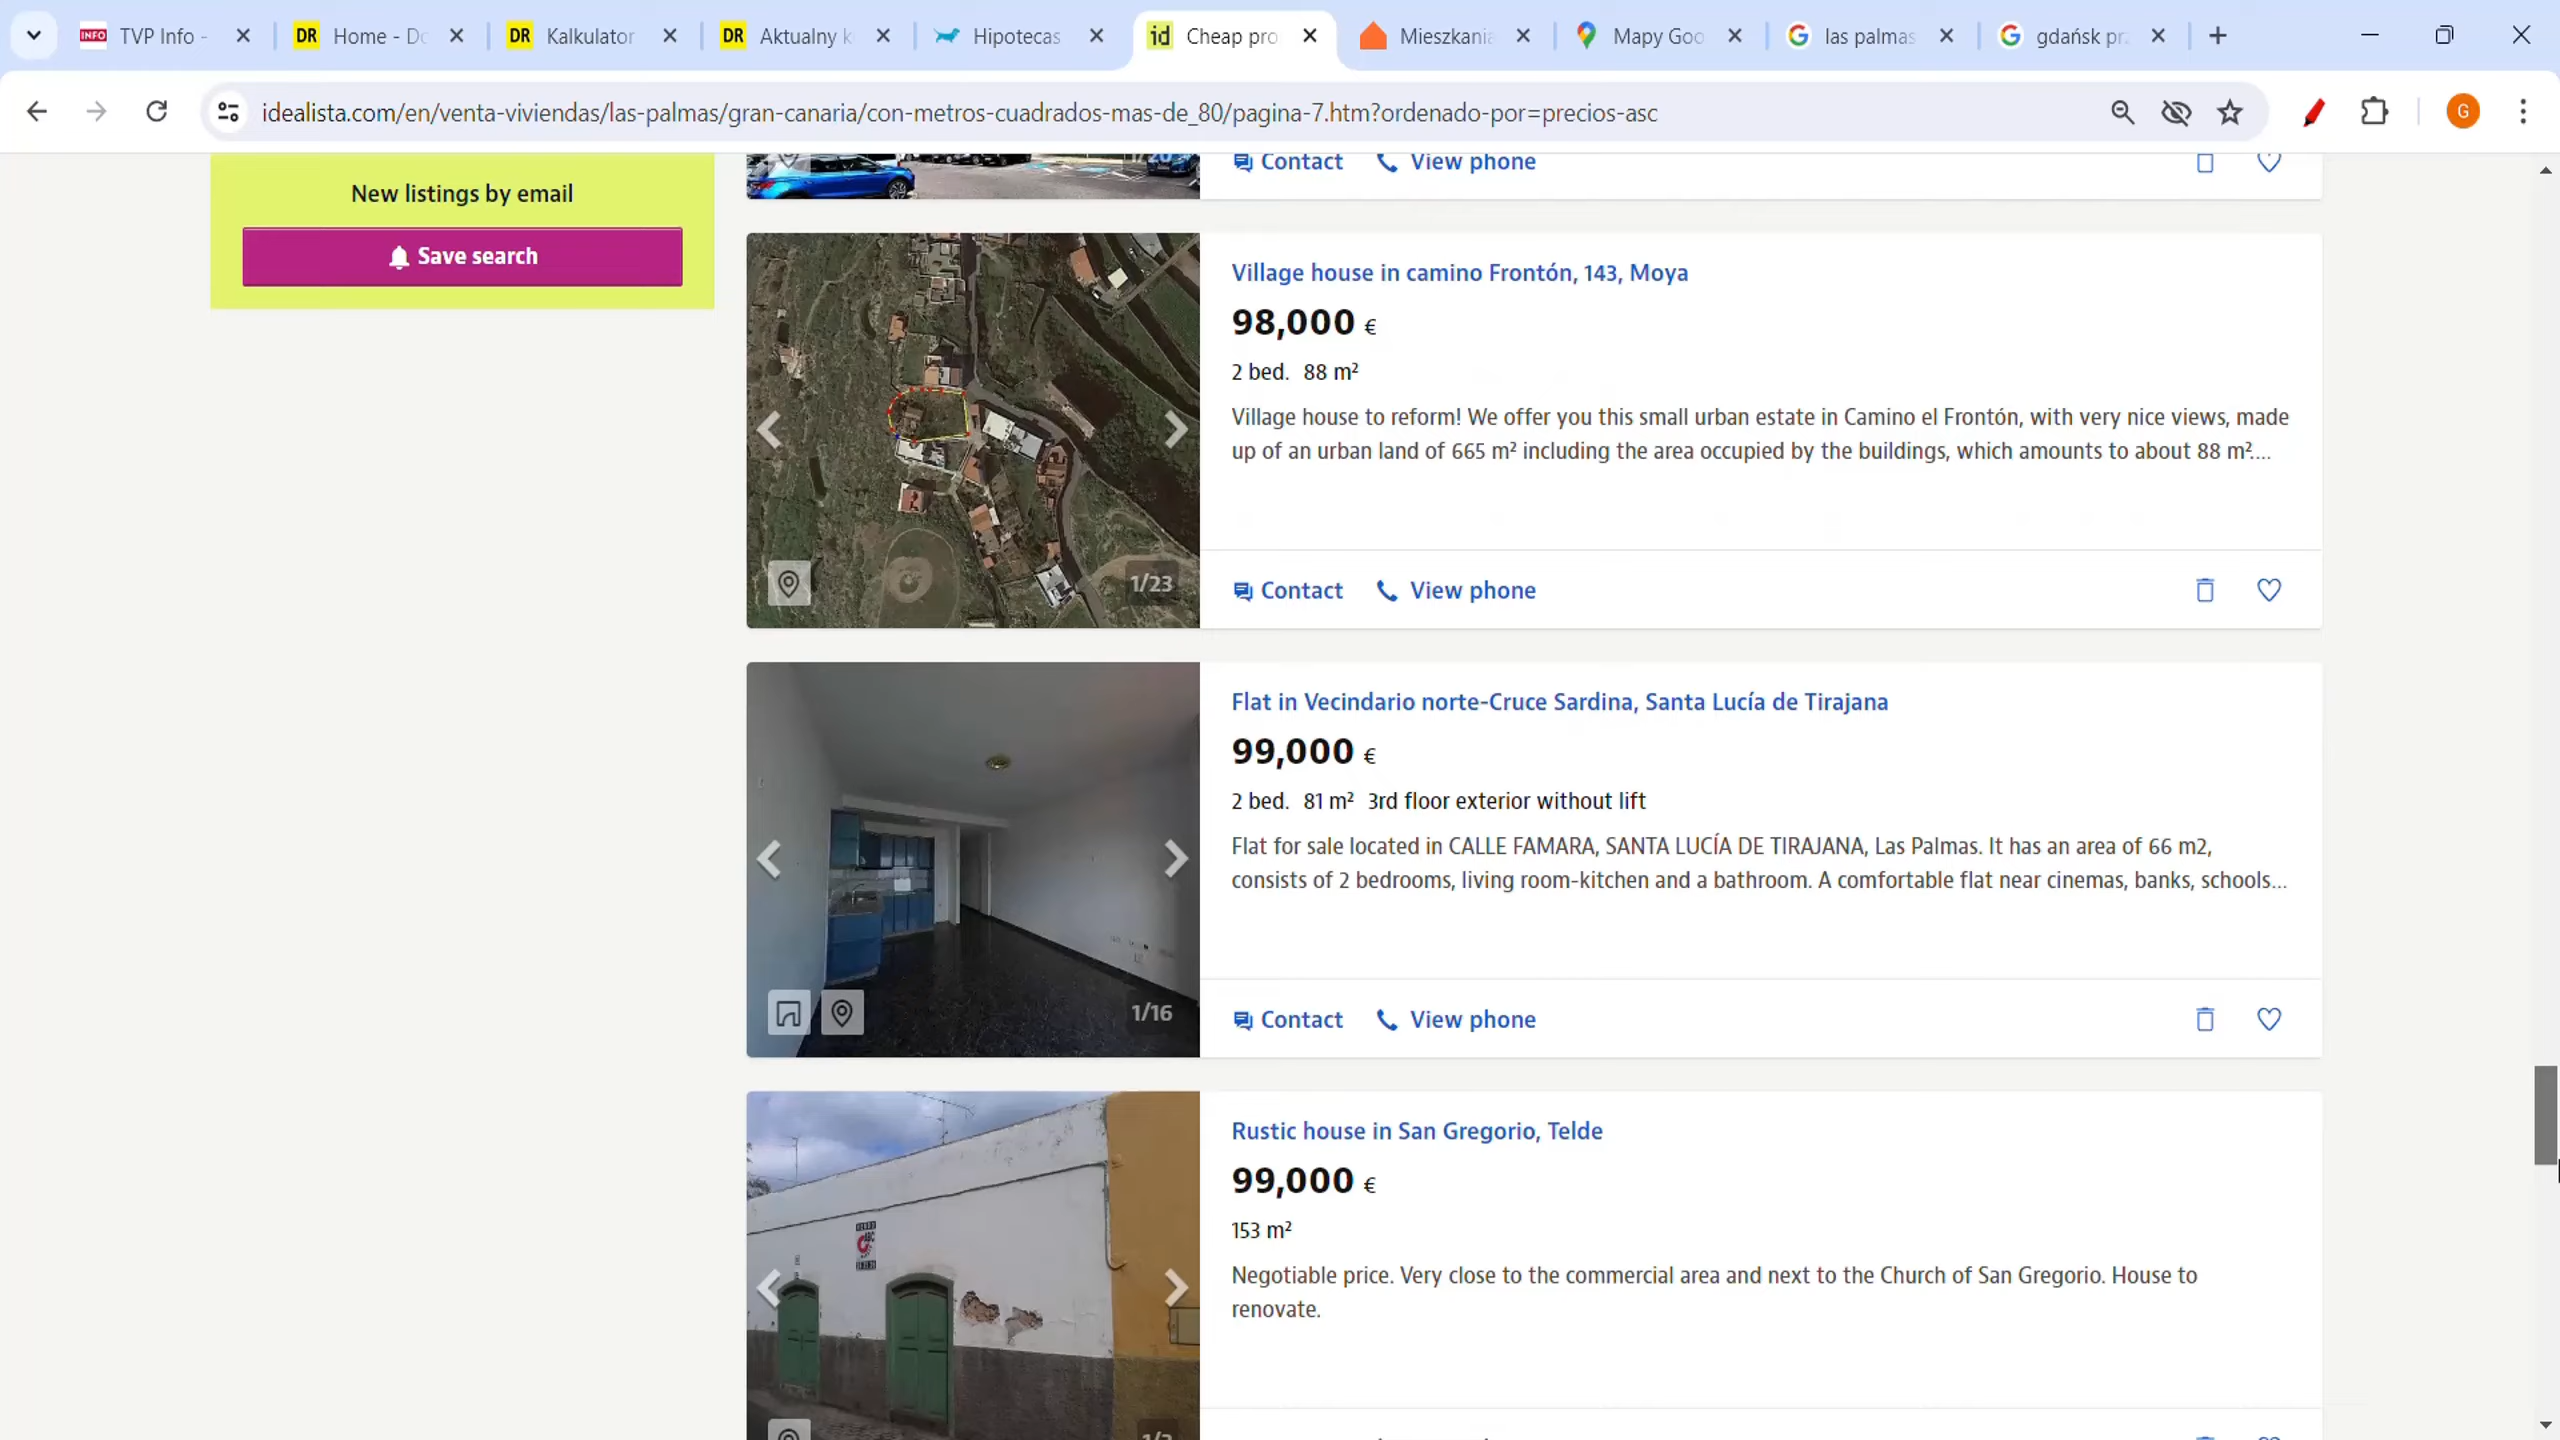 INFO TVP Info -
DR Home - Do
DR Kalkulator
DR Aktualny k
Hipotecas
id Cheap pro
Mieszkania
Mapy Goo
las palmas
gdańsk prz
idealista.com/en/venta-viviendas/las-palmas/gran-canaria/con-metros-cuadrados-mas-de_80/pagina-7.htm?ordenado-por=precios-asc
G
New listings by email
Save search
Contact View phone
Village house in camino Frontón, 143, Moya
98,000 €
2 bed. 88 m²
Village house to reform! We offer you this small urban estate in Camino el Frontón, with very nice views, made
up of an urban land of 665 m² including the area occupied by the buildings, which amounts to about 88 m²....
1/23
Contact View phone
Flat in Vecindario norte-Cruce Sardina, Santa Lucía de Tirajana
99,000 €
2 bed. 81 m² 3rd floor exterior without lift
Flat for sale located in CALLE FAMARA, SANTA LUCÍA DE TIRAJANA, Las Palmas. It has an area of 66 m2,
consists of 2 bedrooms, living room-kitchen and a bathroom. A comfortable flat near cinemas, banks, schools...
1/16
Contact View phone
Rustic house in San Gregorio, Telde
99,000 €
153 m²
Negotiable price. Very close to the commercial area and next to the Church of San Gregorio. House to
renovate.